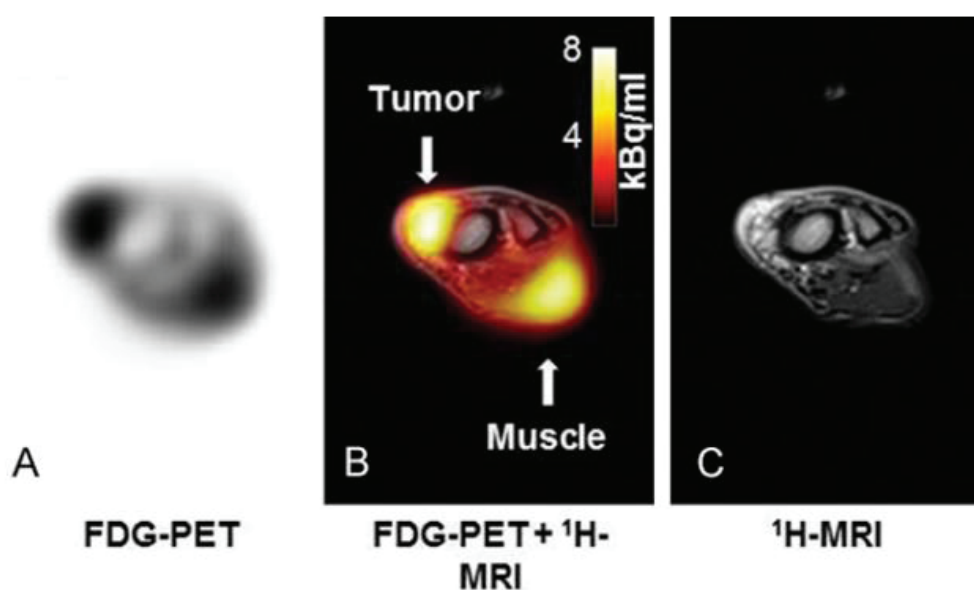 8
Tumor
4
kBq/ml
Muscle
A
B
C
FDG-PET
FDG-PET + ¹H-
MRI
¹H-MRI